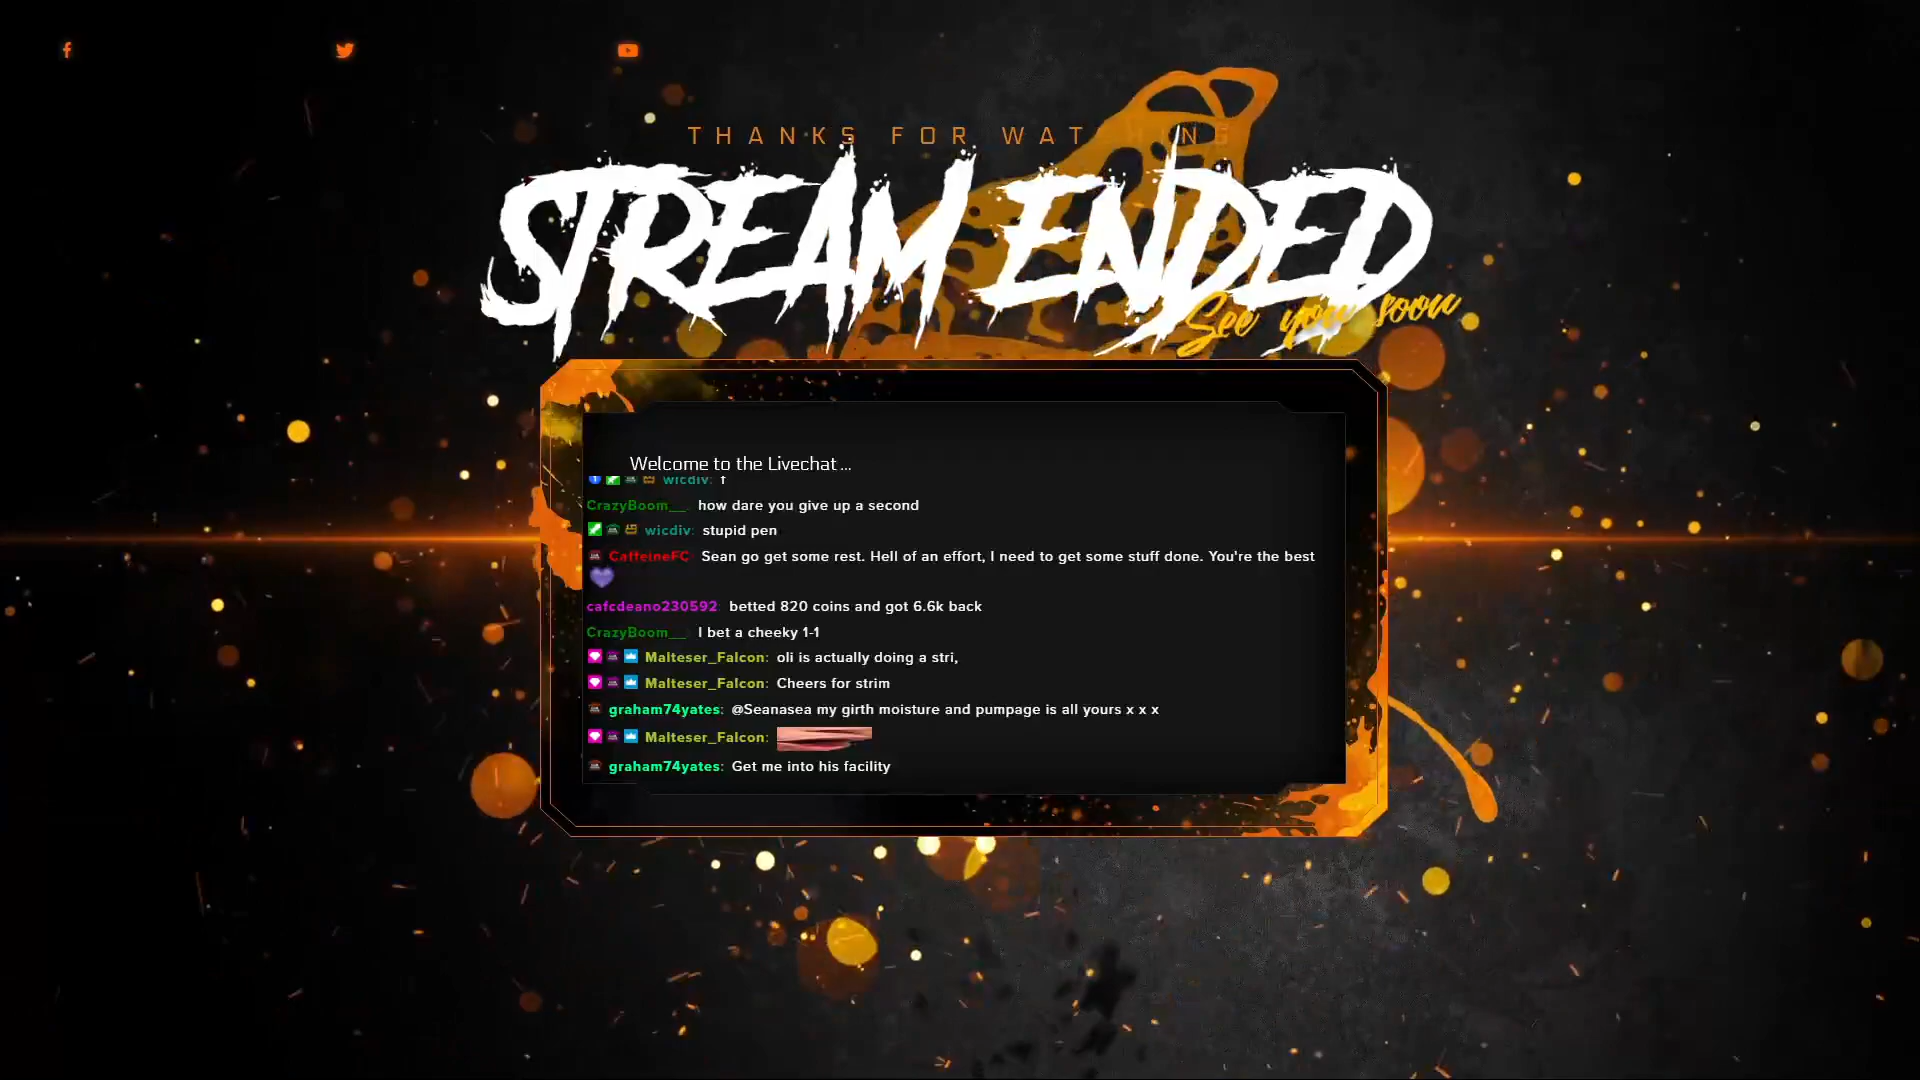 THANKS FOR WATCHING
STREAM ENDED
See you soon
Welcome to the Livechat ...
wicdiv: f
CrazyBoom__: how dare you give up a second
wicdiv: stupid pen
CaffeineFC: Sean go get some rest. Hell of an effort, I need to get some stuff done. You're the best
cafcdeano230592: betted 820 coins and got 6.6k back
CrazyBoom__: I bet a cheeky 1-1
Malteser_Falcon: oli is actually doing a stri,
Malteser_Falcon: Cheers for strim
graham74yates: @Seanasea my girth moisture and pumpage is all yours x x x
Malteser_Falcon:
graham74yates: Get me into his facility